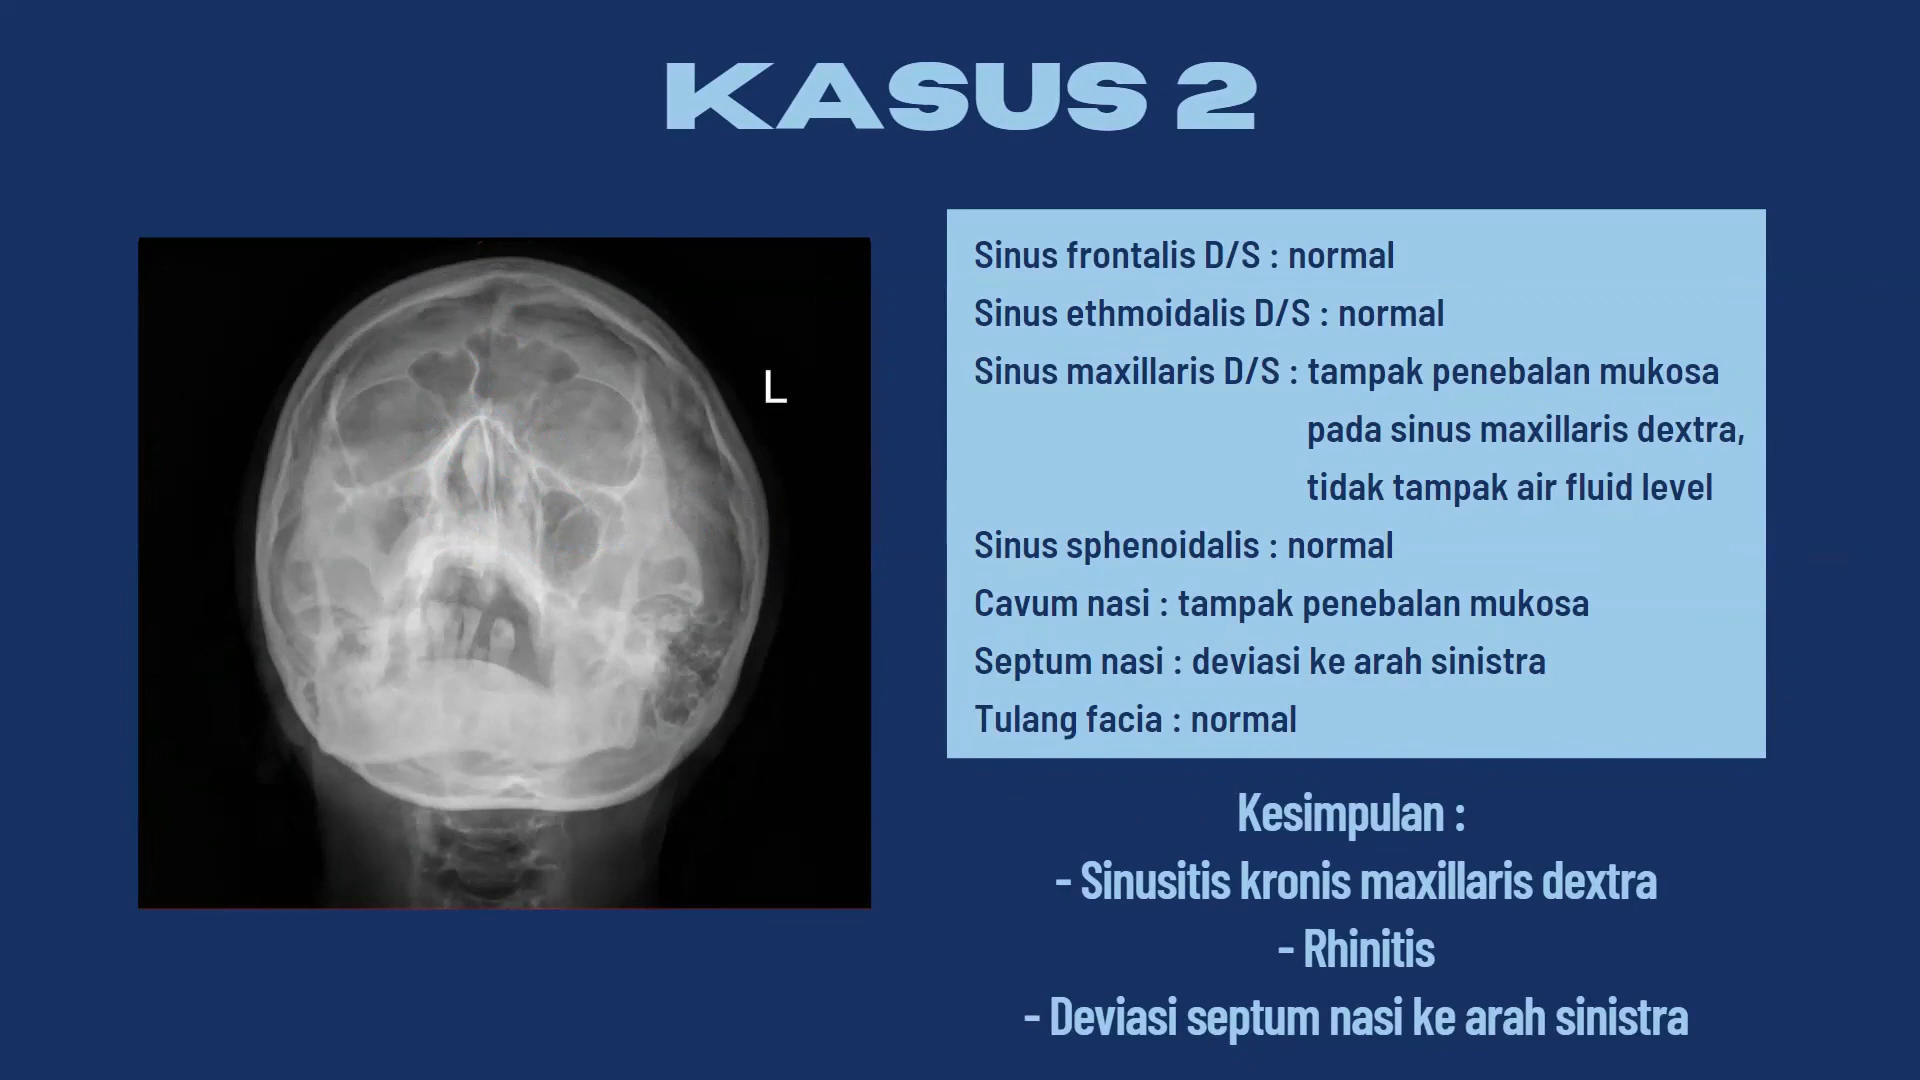 KASUS 2
L
Sinus frontalis D/S : normal
Sinus ethmoidalis D/S : normal
Sinus maxillaris D/S : tampak penebalan mukosa
pada sinus maxillaris dextra,
tidak tampak air fluid level
Sinus sphenoidalis : normal
Cavum nasi : tampak penebalan mukosa
Septum nasi : deviasi ke arah sinistra
Tulang facia : normal
Kesimpulan :
- Sinusitis kronis maxillaris dextra
- Rhinitis
- Deviasi septum nasi ke arah sinistra